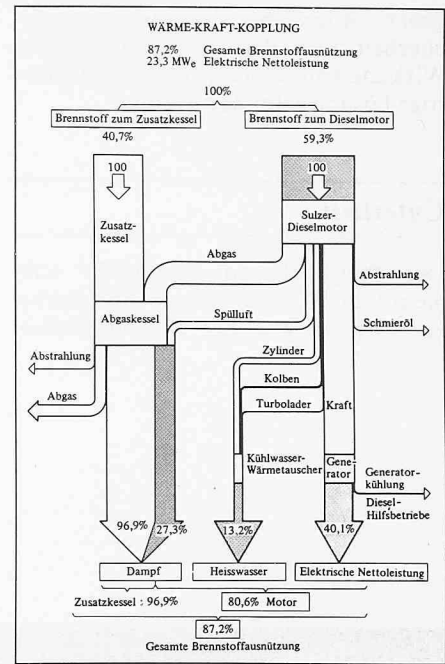 WÄRME-KRAFT-KOPPLUNG
87,2% Gesamte Brennstoffausnützung
23,3 MWe Elektrische Nettoleistung
100%
Brennstoff zum Zusatzkessel Brennstoff zum Dieselmotor
40,7% 59,3%
100 100
Zusatz-
kessel
Sulzer-
Dieselmotor
Abgas
Abstrahlung
Abgaskessel
Spülluft
Schmieröl
Zylinder
Abstrahlung
Kolben
Abgas
Turbolader Kraft
Kühlwasser-
Wärmetauscher
Gene-
rator
Generator-
kühlung
Diesel-
Hilfsbetriebe
96,9% 27,3% 13,2% 40,1%
Dampf Heisswasser Elektrische Nettoleistung
Zusatzkessel : 96,9% 80,6% Motor
87,2%
Gesamte Brennstoffausnützung